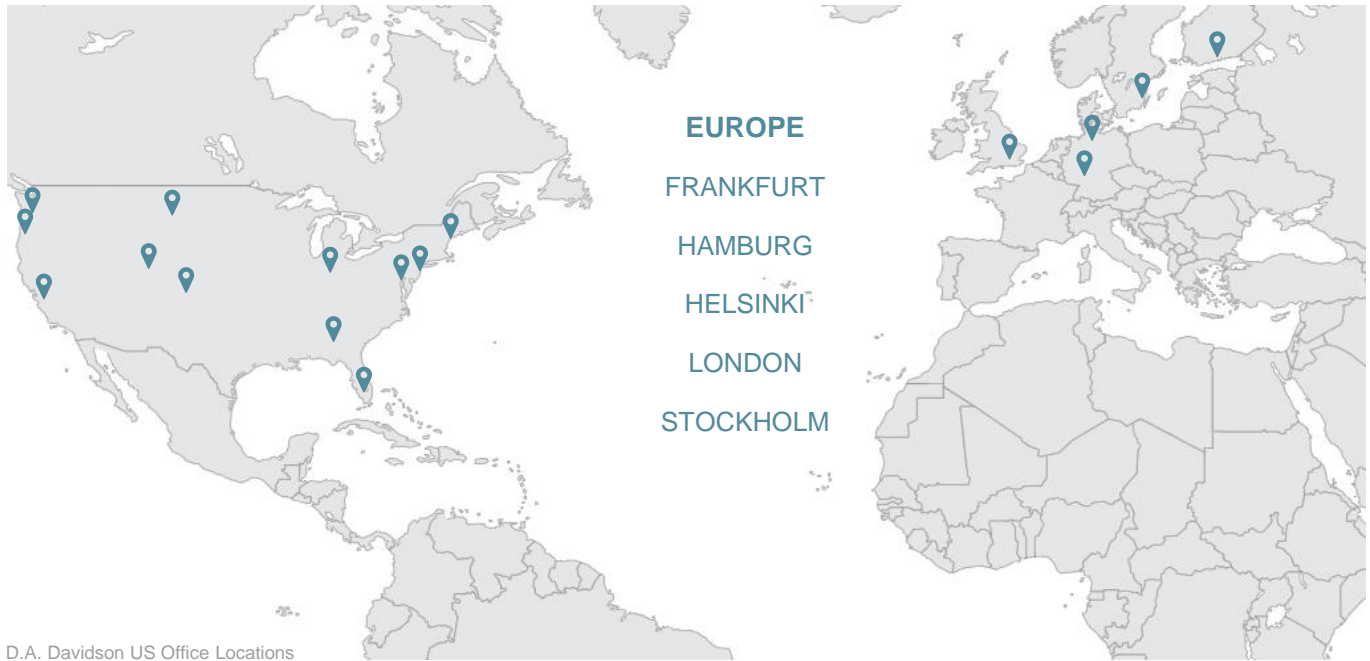 EUROPE
FRANKFURT
HAMBURG
HELSINKI
LONDON
STOCKHOLM
D.A. Davidson US Office Locations